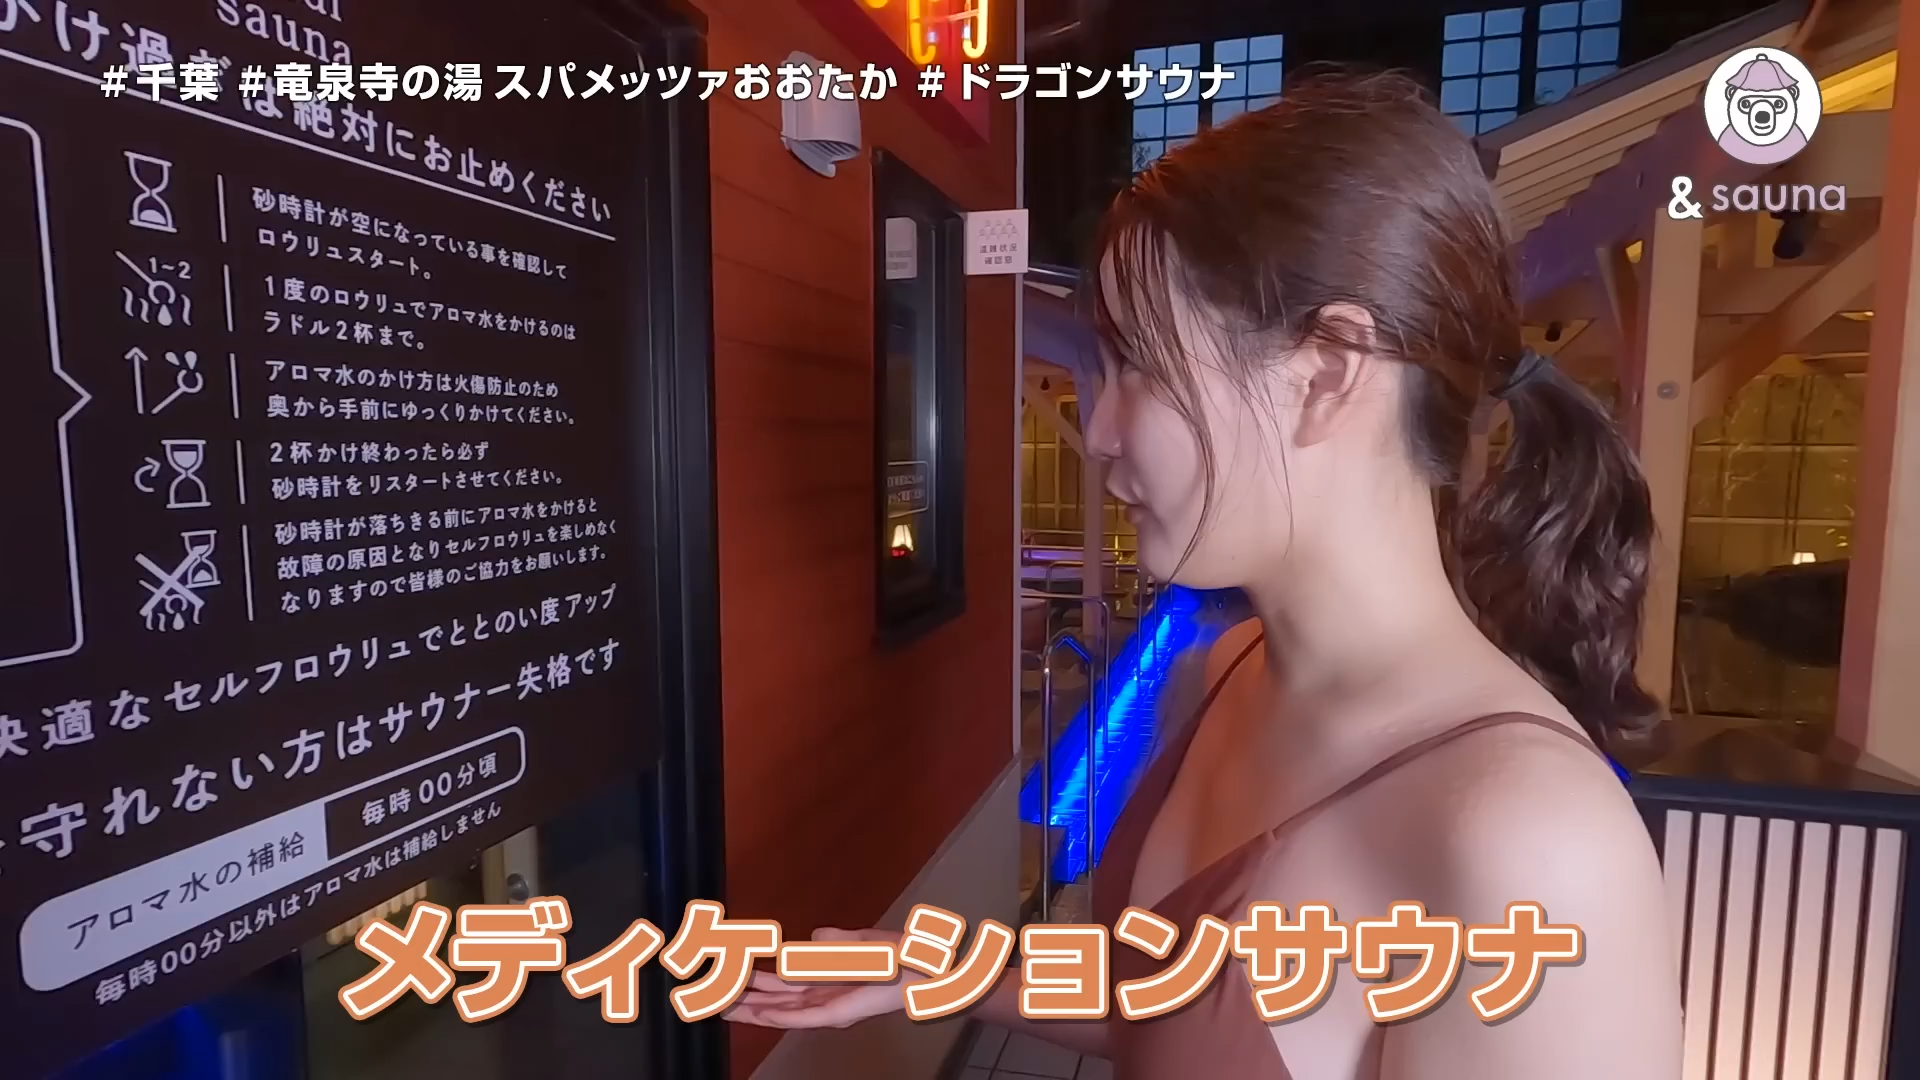 sauna
#千葉 #竜泉寺の湯 スパメッツァおおたか #ドラゴンサウナ
& sauna
かけ過ぎは絶対にお止めください
砂時計が空になっている事を確認して
ロウリュスタート。
1~2
1度のロウリュでアロマ水をかけるのは
ラドル2杯まで。
アロマ水のかけ方は火傷防止のため
奥から手前にゆっくりかけてください。
2杯かけ終わったら必ず
砂時計をリスタートさせてください。
砂時計が落ちきる前にアロマ水をかけると
故障の原因となりセルフロウリュを楽しめなく
なりますので皆様のご協力をお願いします。
快適なセルフロウリュでととのい度アップ
守れない方はサウナー失格です
アロマ水の補給 毎時00分頃
毎時00分以外はアロマ水は補給しません
混雑状況
確認窓
メディケーションサウナ